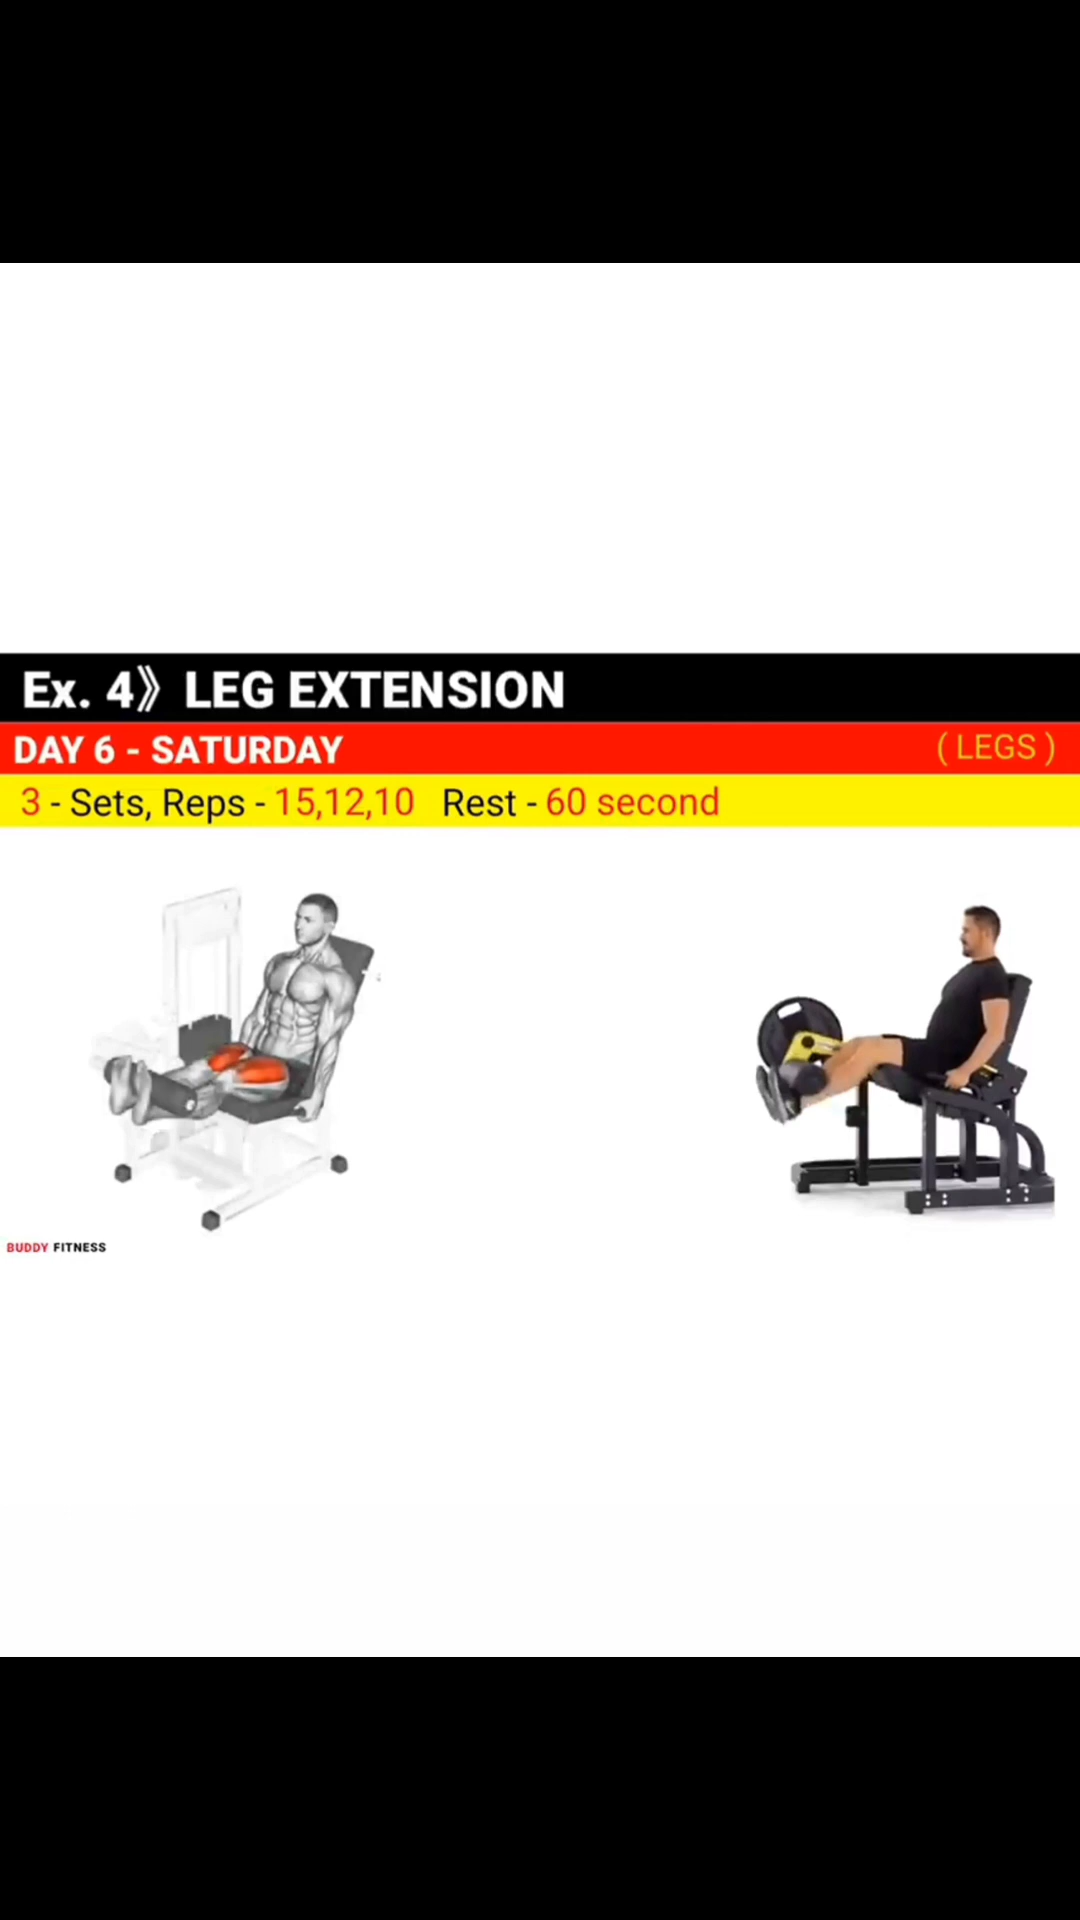 Ex. 4》 LEG EXTENSION
DAY 6 - SATURDAY ( LEGS )
3 - Sets, Reps - 15,12,10 Rest - 60 second
BUDDY FITNESS